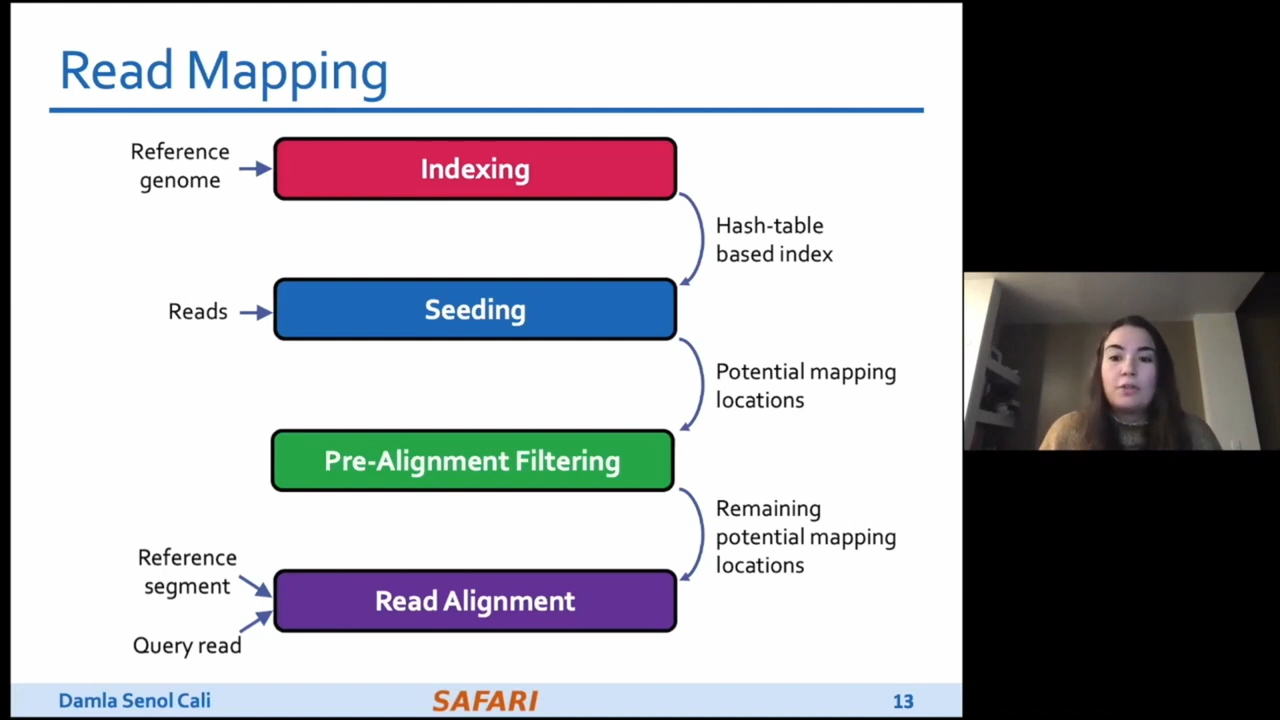 Read Mapping
Reference
genome
Indexing
Hash-table
based index
Reads
Seeding
Potential mapping
locations
Pre-Alignment Filtering
Remaining
potential mapping
locations
Reference
segment
Read Alignment
Query read
Damla Senol Cali
SAFARI
13